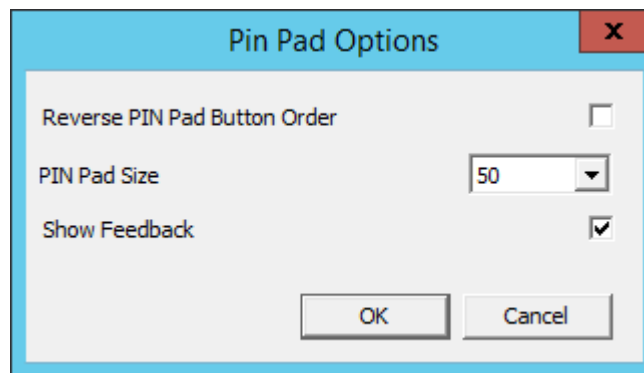 Pin Pad Options
x
Reverse PIN Pad Button Order
PIN Pad Size 50
Show Feedback
OK Cancel